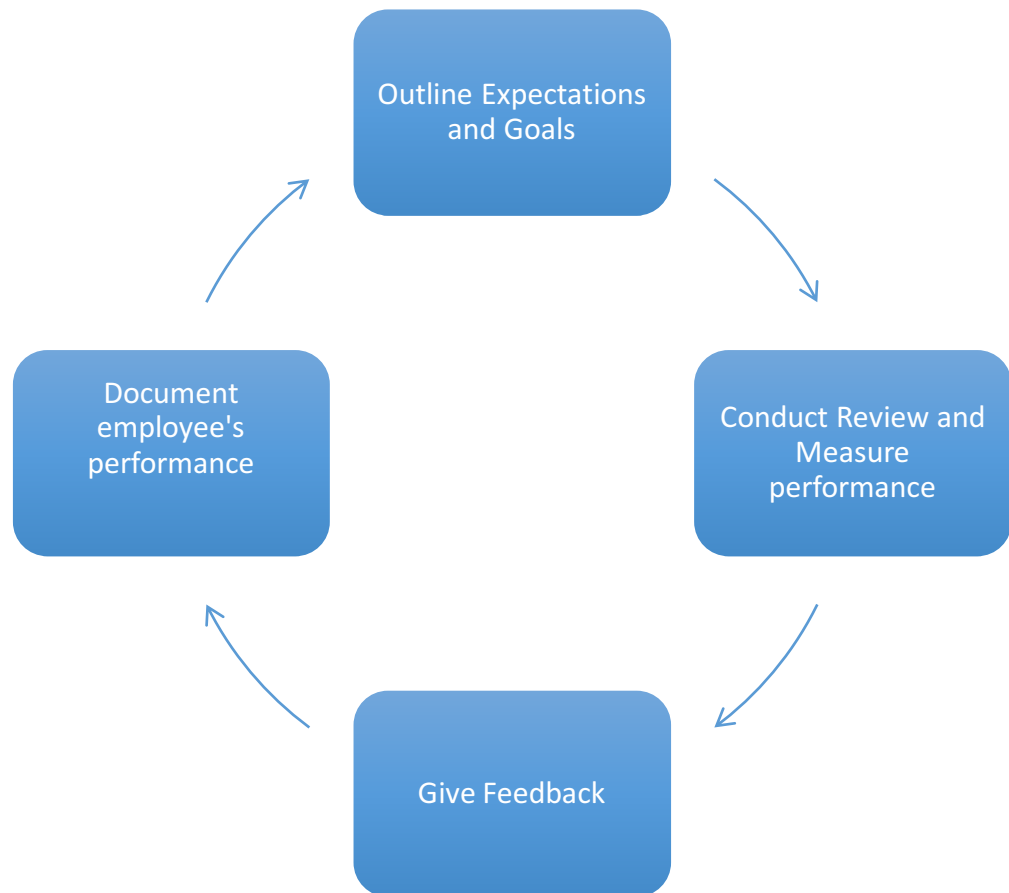 Outline Expectations
and Goals
Document
employee's
performance
Conduct Review and
Measure
performance
Give Feedback